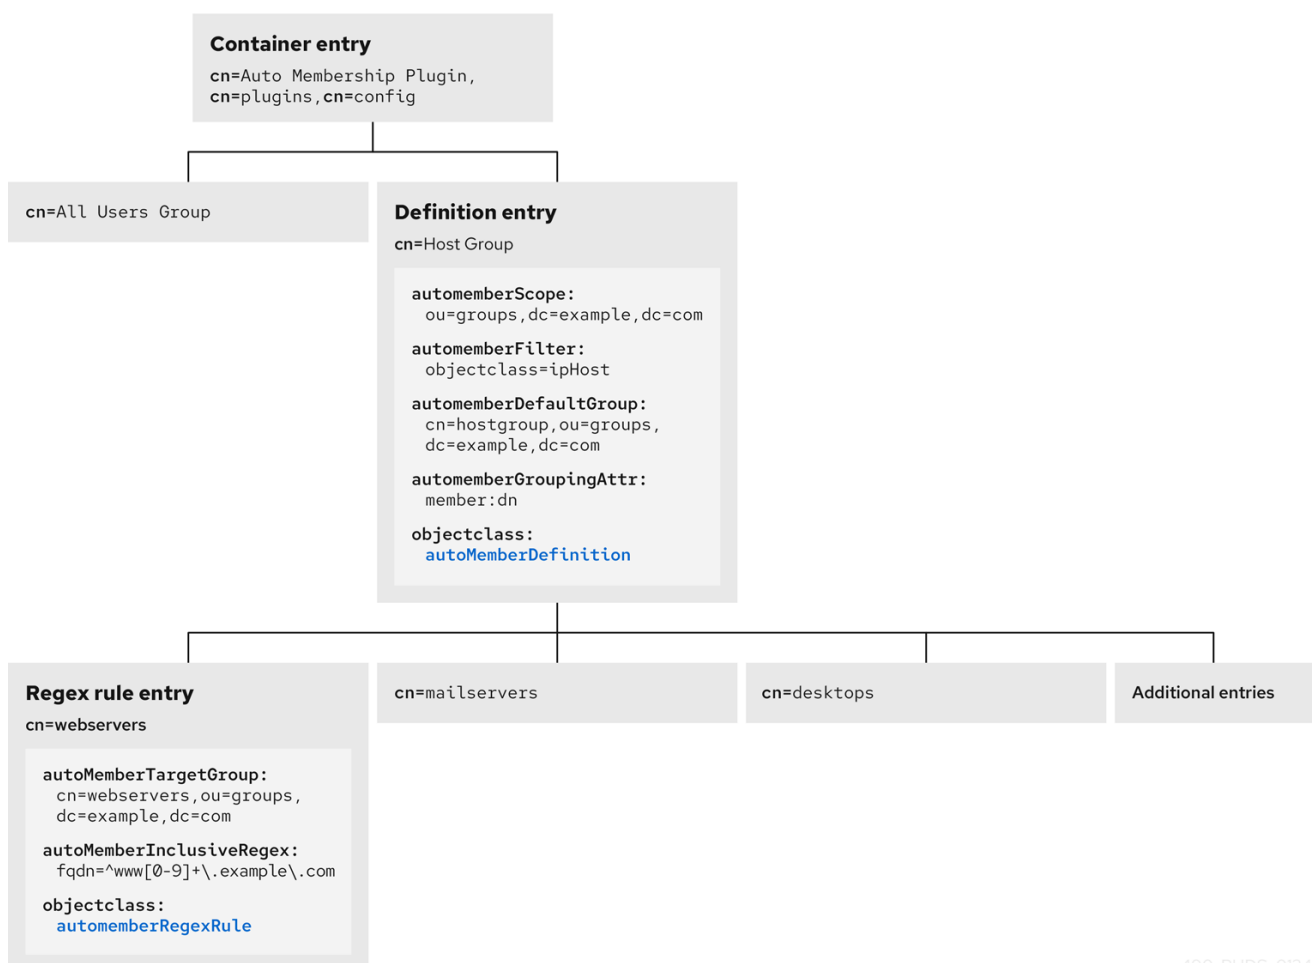 Container entry
cn=Auto Membership Plugin,
cn=plugins,cn=config
cn=All Users Group
Definition entry
cn=Host Group
automemberScope:
ou=groups,dc=example,dc=com
automemberFilter:
objectclass=ipHost
automemberDefaultGroup:
cn=hostgroup,ou=groups,
dc=example,dc=com
automemberGroupingAttr:
member:dn
objectclass:
autoMemberDefinition
Regex rule entry
cn=webservers
autoMemberTargetGroup:
cn=webservers,ou=groups,
dc=example,dc=com
autoMemberInclusiveRegex:
fqdn=^www[0-9]+\.example\.com
objectclass:
automemberRegexRule
cn=mailservers
cn=desktops
Additional entries